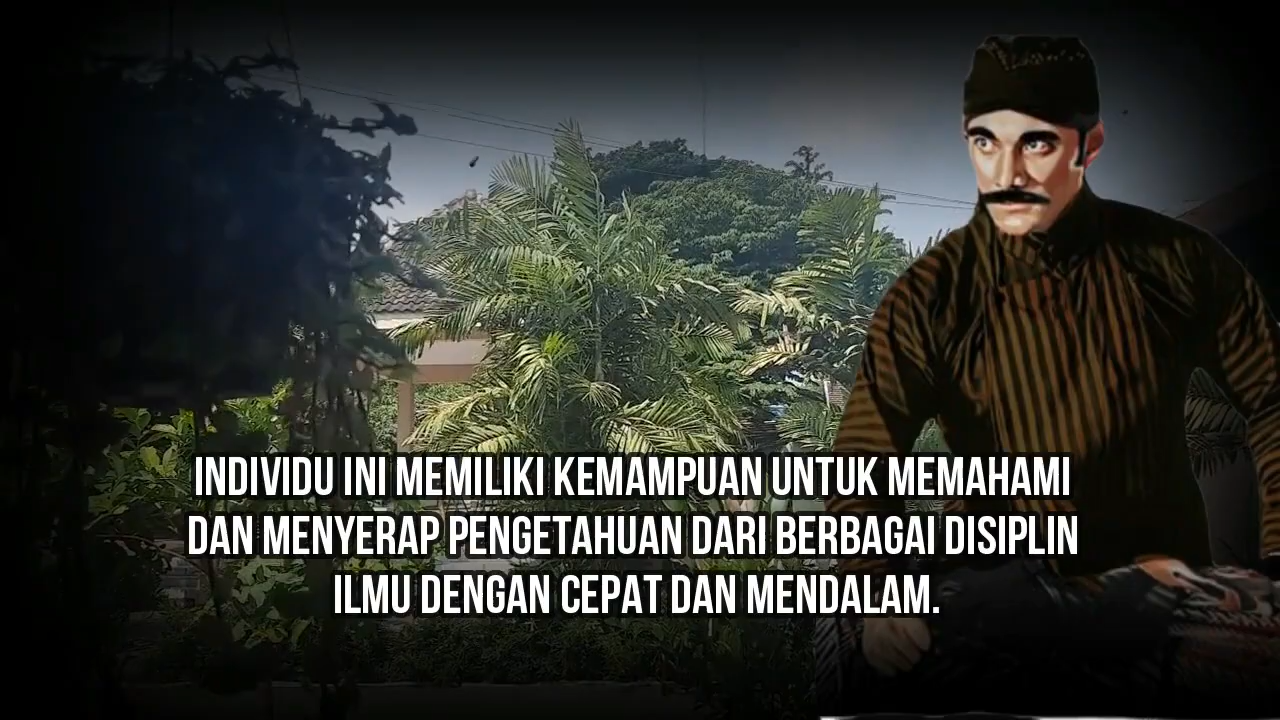 INDIVIDU INI MEMILIKI KEMAMPUAN UNTUK MEMAHAMI
DAN MENYERAP PENGETAHUAN DARI BERBAGAI DISIPLIN
ILMU DENGAN CEPAT DAN MENDALAM.